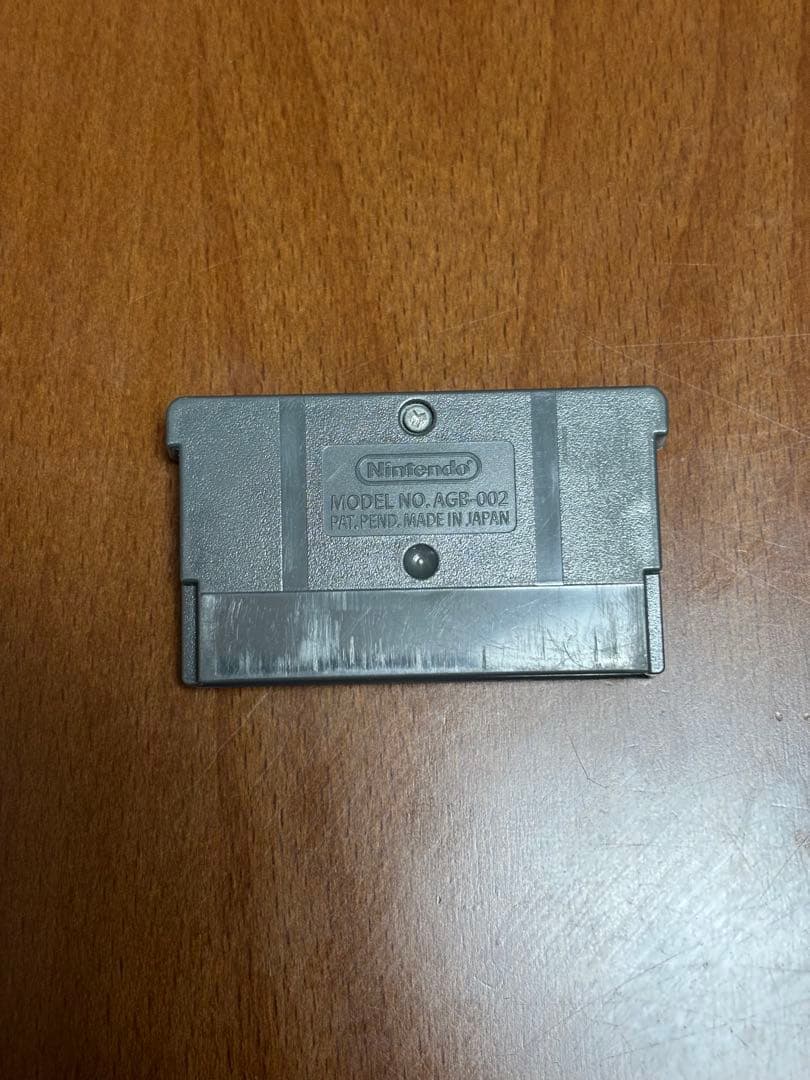 Nintendo®
MODEL NO. AGB-002
PAT. PEND. MADE IN JAPAN